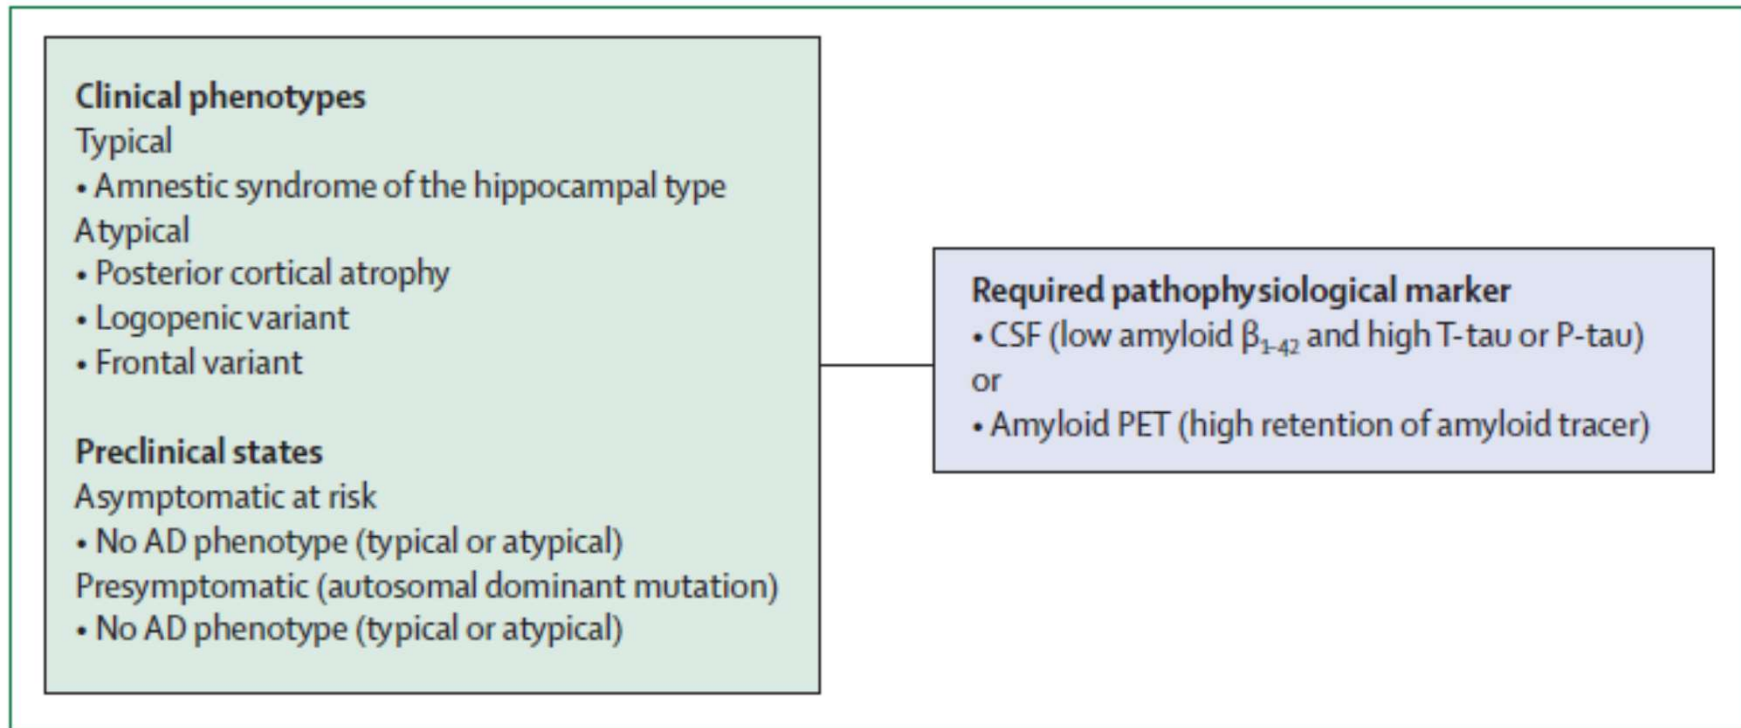 Clinical phenotypes
Typical
• Amnestic syndrome of the hippocampal type
Atypical
• Posterior cortical atrophy
• Logopenic variant
• Frontal variant
Preclinical states
Asymptomatic at risk
• No AD phenotype (typical or atypical)
Presymptomatic (autosomal dominant mutation)
• No AD phenotype (typical or atypical)
Required pathophysiological marker
• CSF (low amyloid β₁₋₄₂ and high T-tau or P-tau)
or
• Amyloid PET (high retention of amyloid tracer)